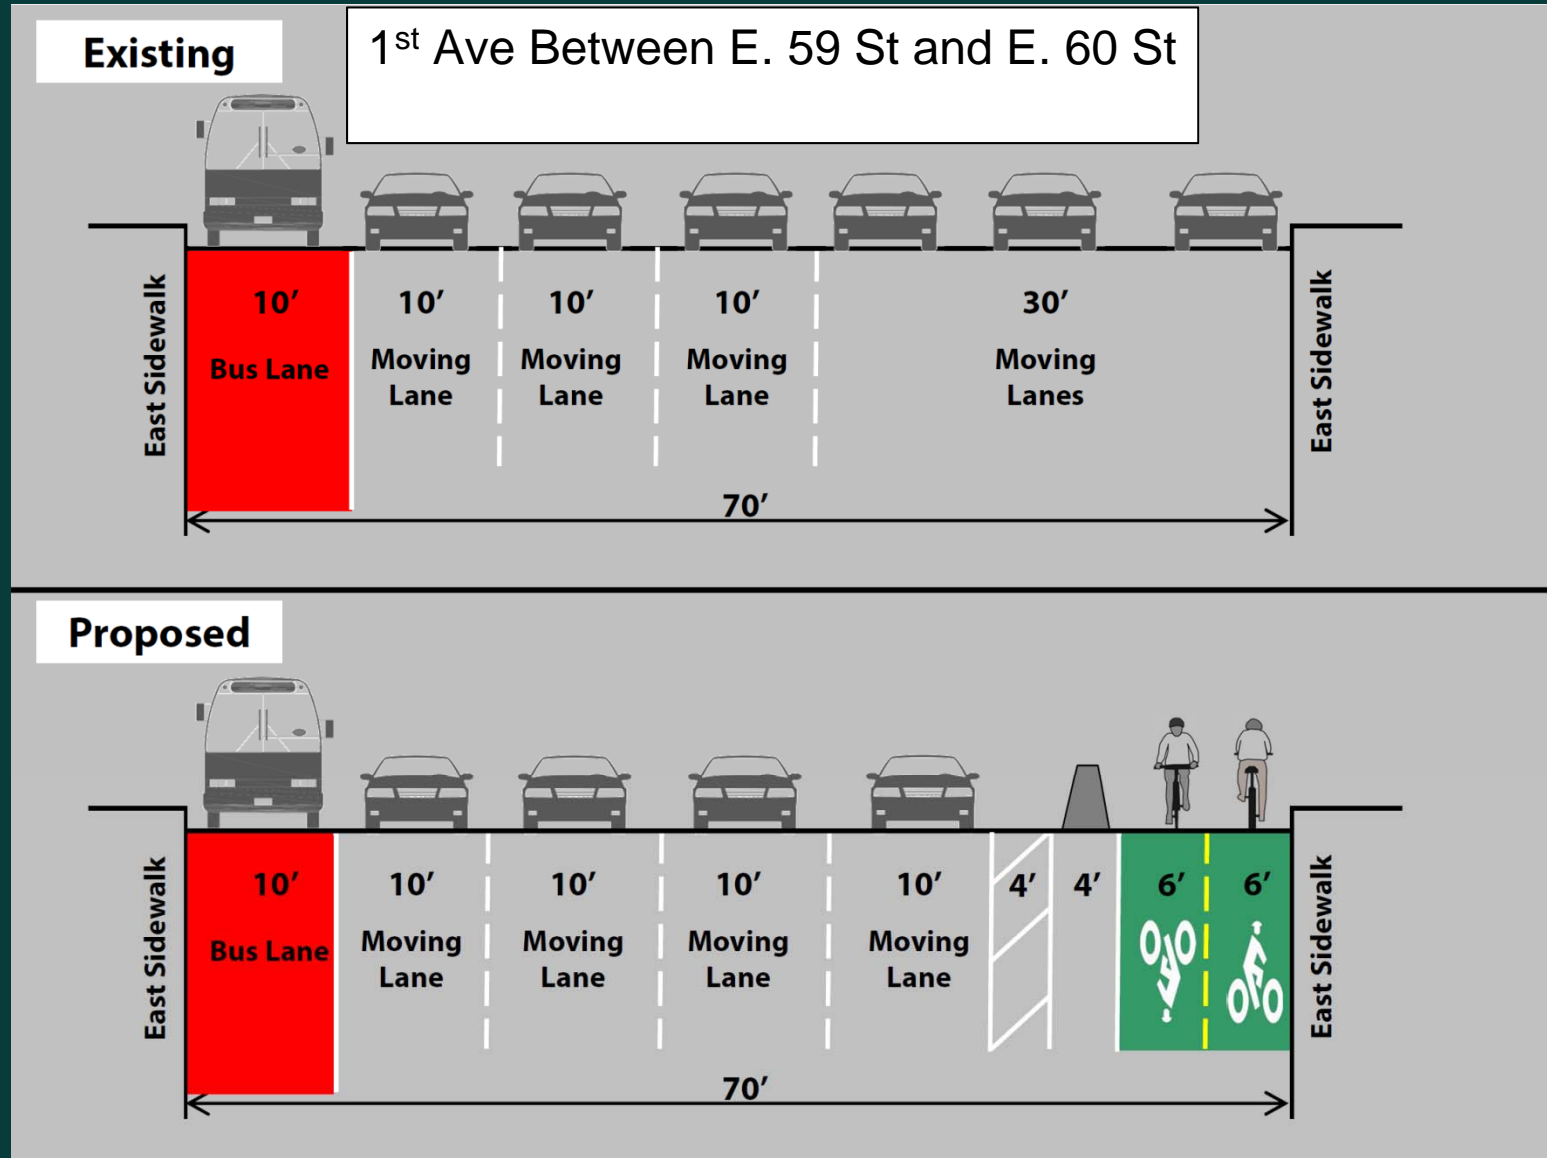 Existing
1st Ave Between E. 59 St and E. 60 St
East Sidewalk
10′
Bus Lane
10′
Moving
Lane
10′
Moving
Lane
10′
Moving
Lane
30′
Moving
Lanes
East Sidewalk
70′
Proposed
East Sidewalk
10′
Bus Lane
10′
Moving
Lane
10′
Moving
Lane
10′
Moving
Lane
10′
Moving
Lane
4′
4′
6′
6′
East Sidewalk
70′